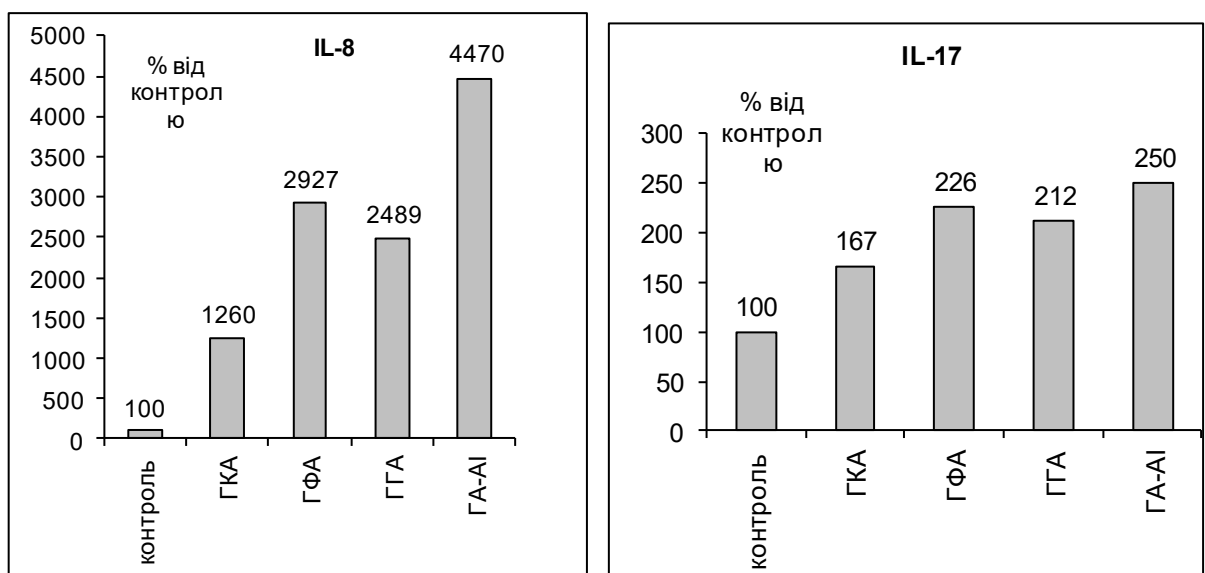 IL-8
% від
контрол
ю
5000
4500
4000
3500
3000
2500
2000
1500
1000
500
0
100
1260
2927
2489
4470
контроль
ГКА
ГФА
ГГА
ГА-АІ
IL-17
% від
контрол
ю
300
250
200
150
100
50
0
100
167
226
212
250
контроль
ГКА
ГФА
ГГА
ГА-АІ